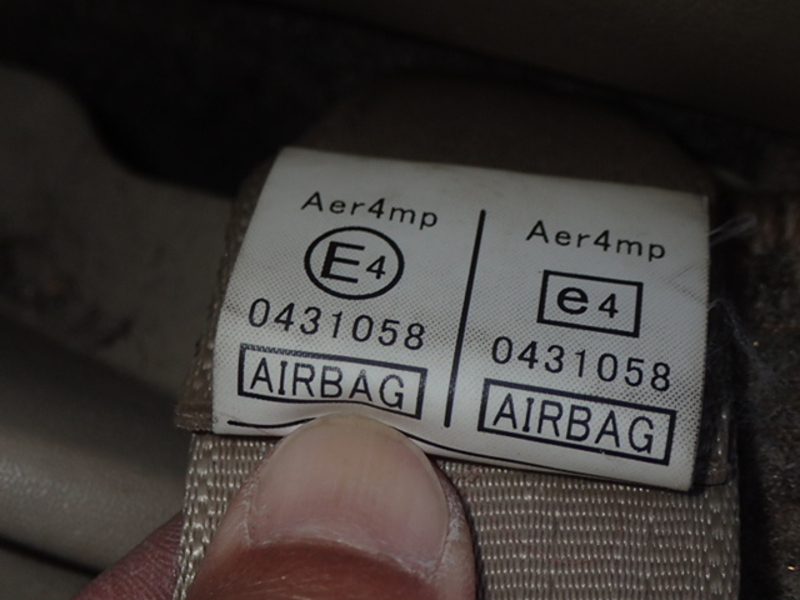 Aer4mp
E4
0431058
AIRBAG
Aer4mp
e4
0431058
AIRBAG